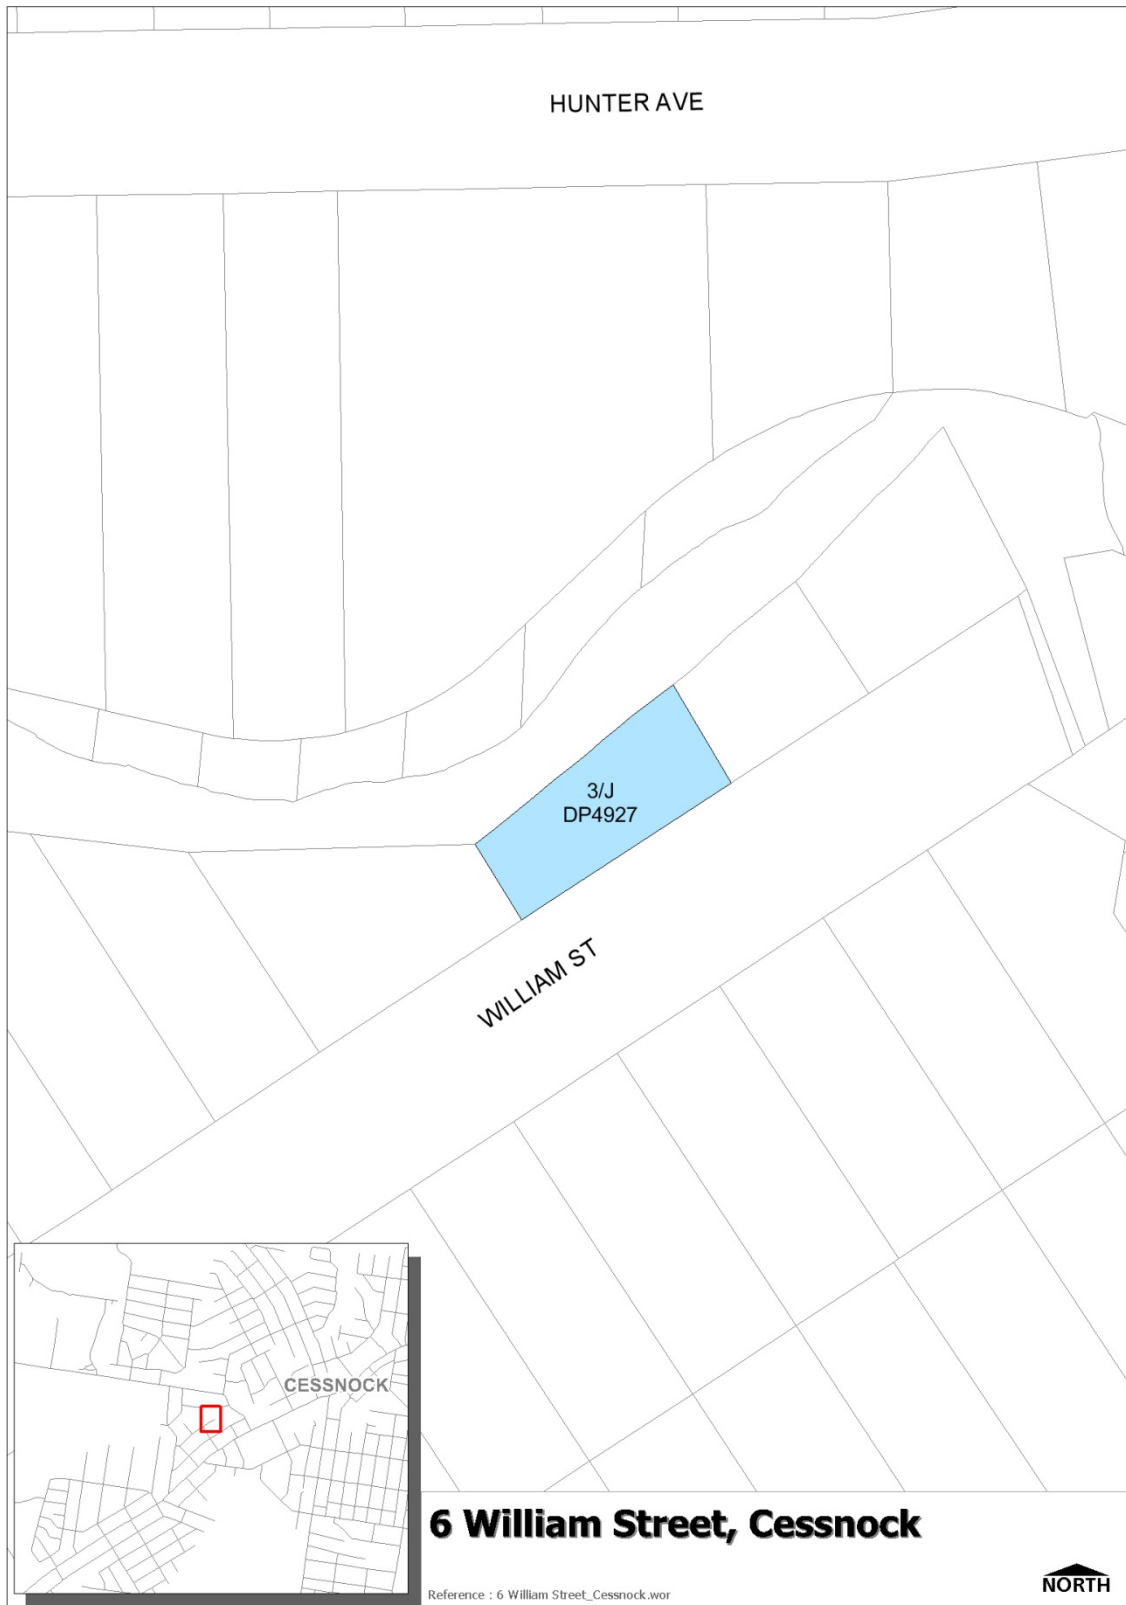 HUNTER AVE
3/J
DP4927
WILLIAM ST
CESSNOCK
6 William Street, Cessnock
Reference : 6 William Street_Cessnock.wor
NORTH